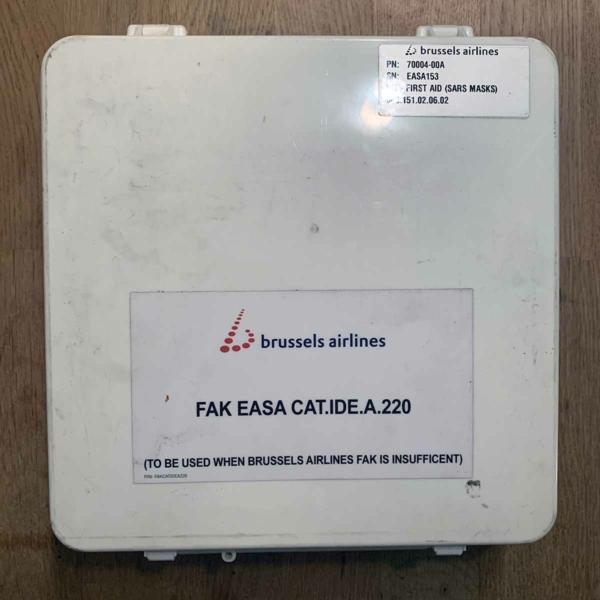 brussels airlines
PN: 70004-00A
SN: EASA153
FIRST AID (SARS MASKS)
.151.02.06.02
brussels airlines
FAK EASA CAT.IDE.A.220
(TO BE USED WHEN BRUSSELS AIRLINES FAK IS INSUFFICENT)
P/N: FAKCATIDEA220